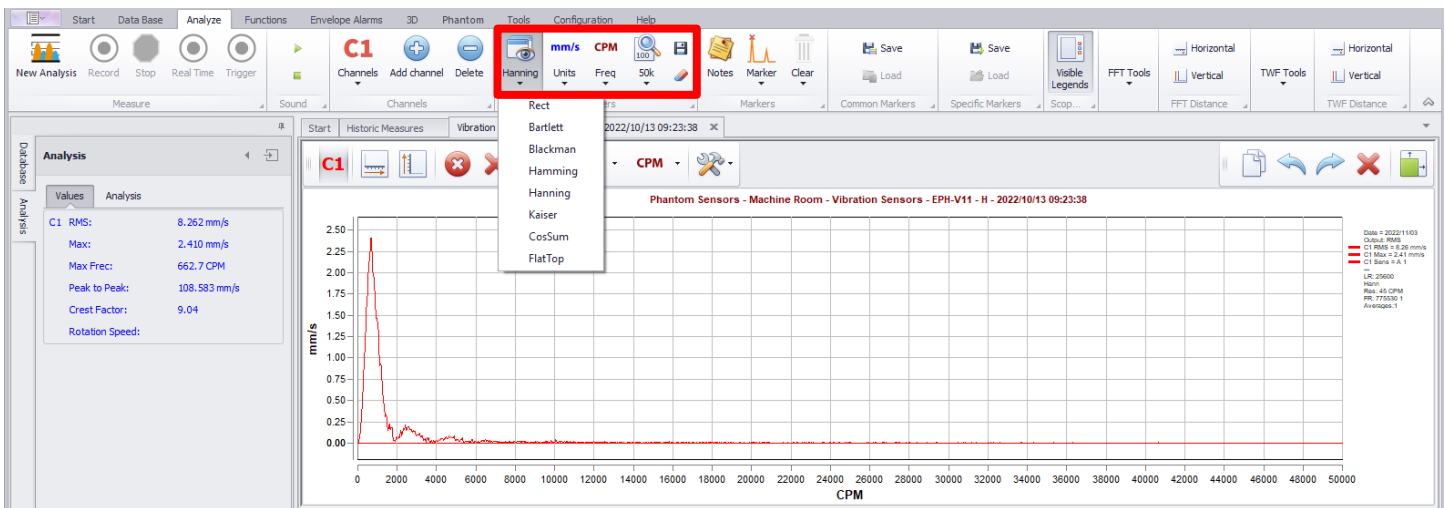 Start Data Base Analyze Functions Envelope Alarms 3D Phantom Tools Configuration Help
C1 mm/s CPM 100
New Analysis Record Stop Real Time Trigger Channels Add channel Delete Hanning Units Freq 50k Notes Marker Clear
Save Save Visible Legends FFT Tools Horizontal TWF Tools Horizontal
Load Load Vertical Vertical
Measure Sound Channels Markers Common Markers Specific Markers Scop... FFT Distance TWF Distance
Rect
Bartlett
Blackman
Hamming
Hanning
Kaiser
CosSum
FlatTop
Start Historic Measures Vibration 2022/10/13 09:23:38
Database
Analysis
Analysis
Values Analysis
C1 RMS: 8.262 mm/s
Max: 2.410 mm/s
Max Frec: 662.7 CPM
Peak to Peak: 108.583 mm/s
Crest Factor: 9.04
Rotation Speed:
C1 CPM
Phantom Sensors - Machine Room - Vibration Sensors - EPH-V11 - H - 2022/10/13 09:23:38
mm/s
2.50
2.25
2.00
1.75
1.50
1.25
1.00
0.75
0.50
0.25
0.00
0 2000 4000 6000 8000 10000 12000 14000 16000 18000 20000 22000 24000 26000 28000 30000 32000 34000 36000 38000 40000 42000 44000 46000 48000 50000
CPM
Date = 2022/11/03
Output: RMS
C1 RMS = 8.26 mm/s
C1 Max = 2.41 mm/s
C1 Sens = A 1
---
LR: 25600
Hann
Res: 45 CPM
FR: 775530 1
Averages:1